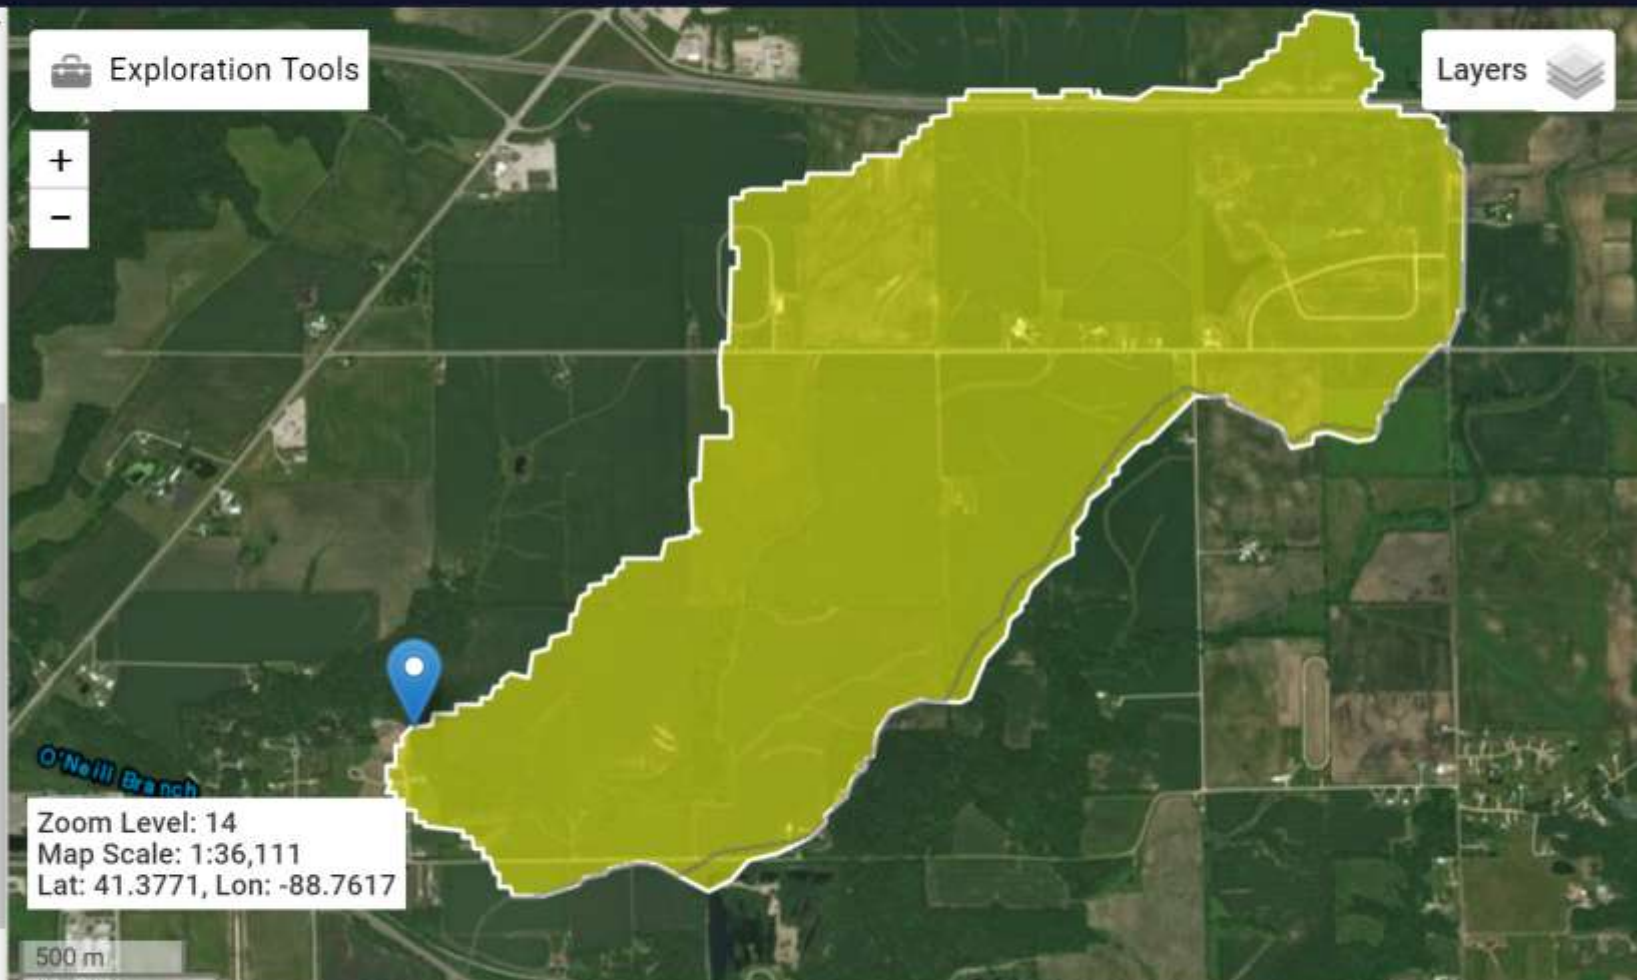 Exploration Tools
Layers
+
−
O'Neill Branch
Zoom Level: 14
Map Scale: 1:36,111
Lat: 41.3771, Lon: -88.7617
500 m